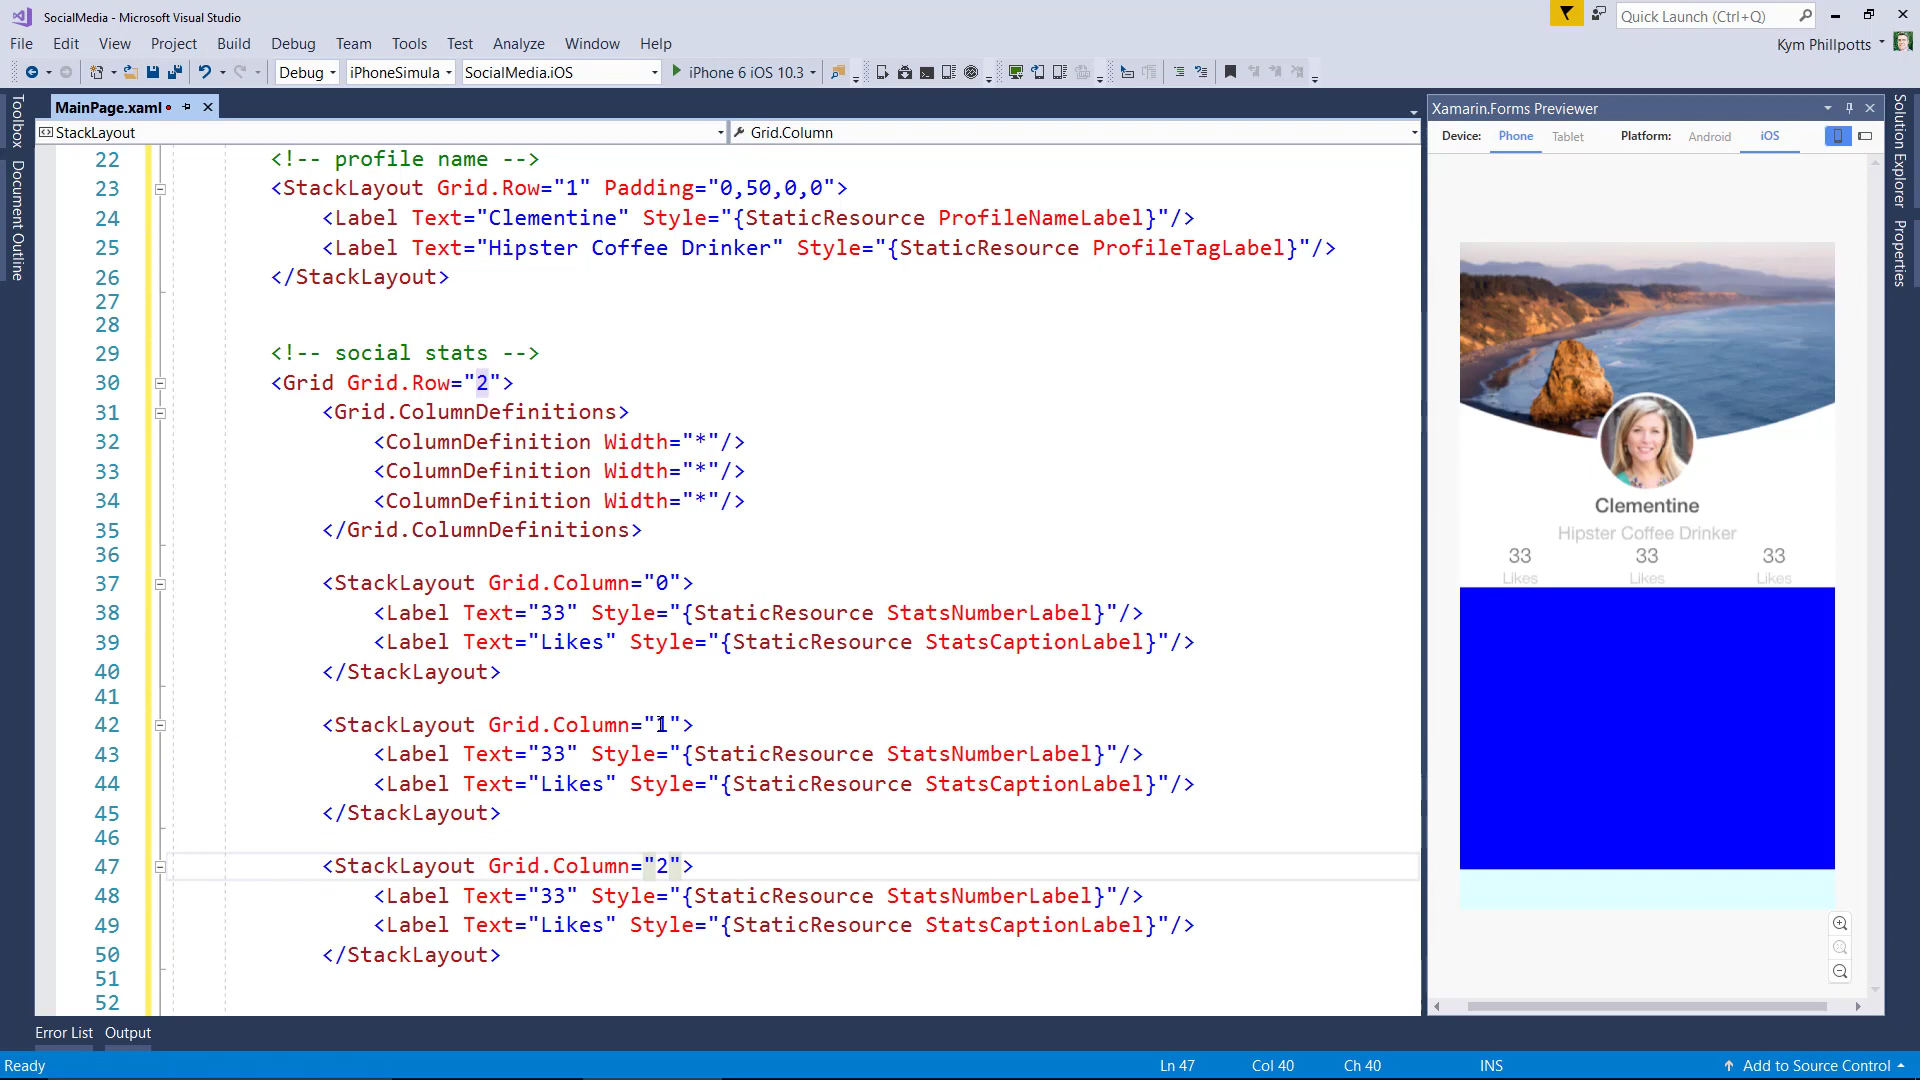 SocialMedia - Microsoft Visual Studio
Quick Launch (Ctrl+Q)
File Edit View Project Build Debug Team Tools Test Analyze Window Help
Kym Phillpotts
Debug iPhoneSimula SocialMedia.iOS iPhone 6 iOS 10.3
Toolbox
Document Outline
MainPage.xaml
StackLayout
Grid.Column
22 <!-- profile name -->
23 <StackLayout Grid.Row="1" Padding="0,50,0,0">
24 <Label Text="Clementine" Style="{StaticResource ProfileNameLabel}"/>
25 <Label Text="Hipster Coffee Drinker" Style="{StaticResource ProfileTagLabel}"/>
26 </StackLayout>
27
28
29 <!-- social stats -->
30 <Grid Grid.Row="2">
31 <Grid.ColumnDefinitions>
32 <ColumnDefinition Width="*"/>
33 <ColumnDefinition Width="*"/>
34 <ColumnDefinition Width="*"/>
35 </Grid.ColumnDefinitions>
36
37 <StackLayout Grid.Column="0">
38 <Label Text="33" Style="{StaticResource StatsNumberLabel}"/>
39 <Label Text="Likes" Style="{StaticResource StatsCaptionLabel}"/>
40 </StackLayout>
41
42 <StackLayout Grid.Column="1">
43 <Label Text="33" Style="{StaticResource StatsNumberLabel}"/>
44 <Label Text="Likes" Style="{StaticResource StatsCaptionLabel}"/>
45 </StackLayout>
46
47 <StackLayout Grid.Column="2">
48 <Label Text="33" Style="{StaticResource StatsNumberLabel}"/>
49 <Label Text="Likes" Style="{StaticResource StatsCaptionLabel}"/>
50 </StackLayout>
51
52
Xamarin.Forms Previewer
Device: Phone Tablet Platform: Android iOS
Clementine
Hipster Coffee Drinker
33 33 33
Likes Likes Likes
Solution Explorer
Properties
Error List Output
Ready Ln 47 Col 40 Ch 40 INS Add to Source Control